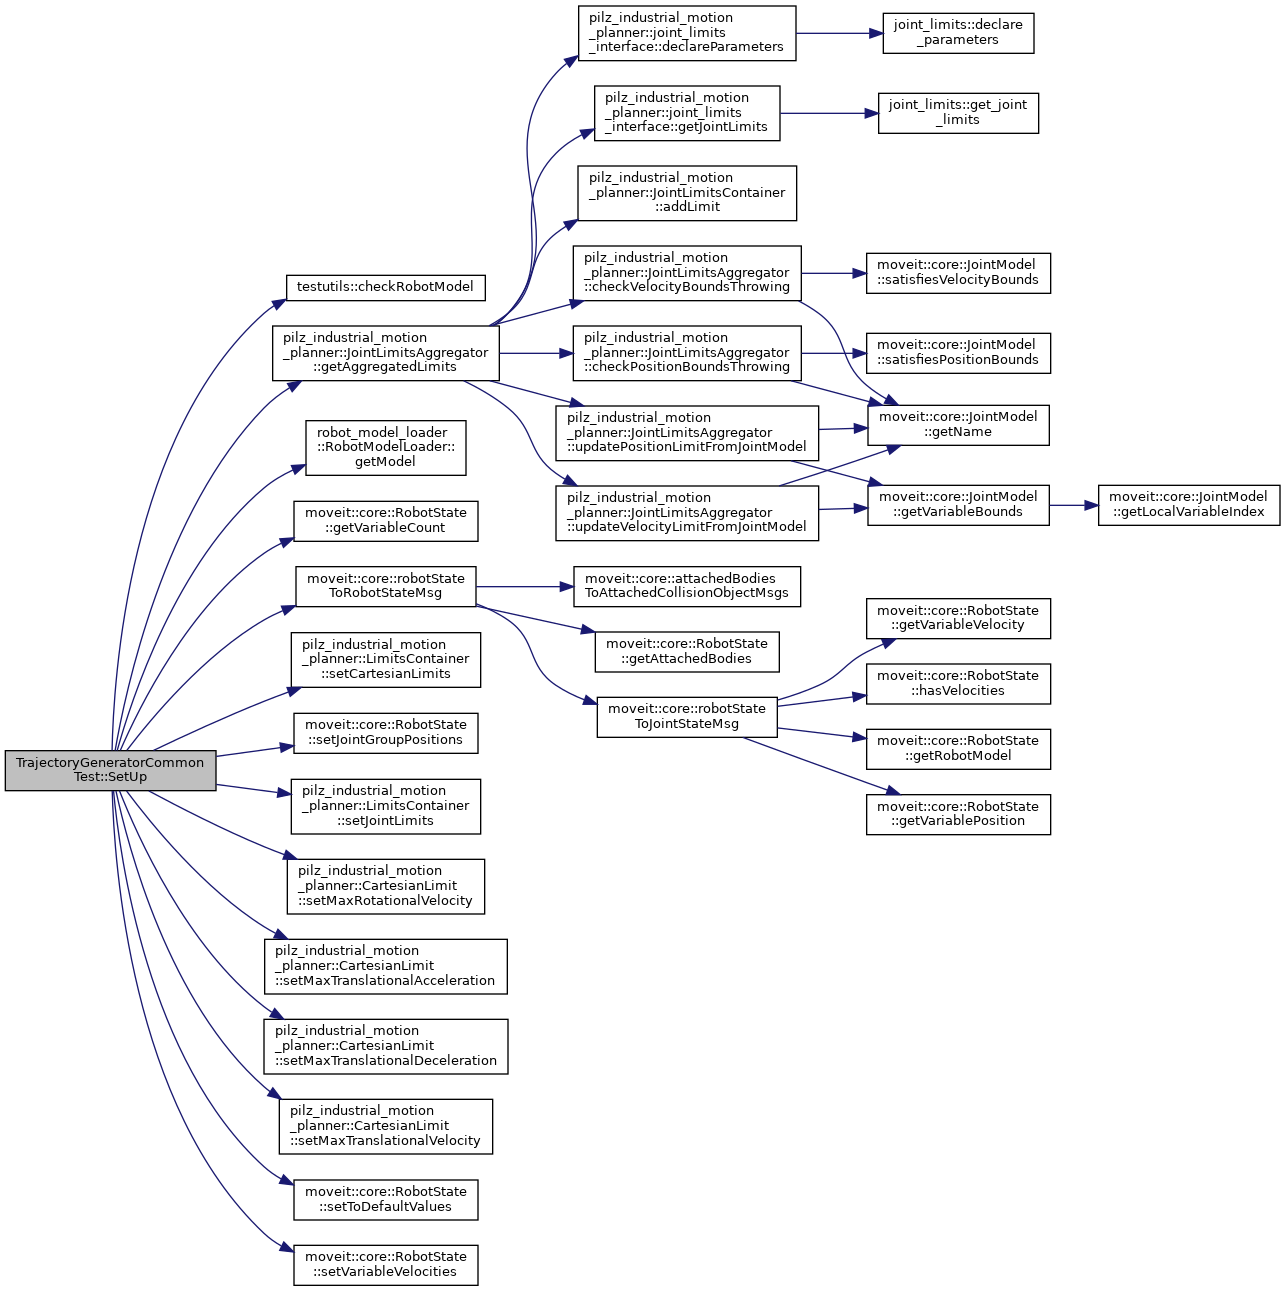 pilz_industrial_motion
_planner::joint_limits
_interface::declareParameters
joint_limits::declare
_parameters
pilz_industrial_motion
_planner::joint_limits
_interface::getJointLimits
joint_limits::get_joint
_limits
pilz_industrial_motion
_planner::JointLimitsContainer
::addLimit
testutils::checkRobotModel
pilz_industrial_motion
_planner::JointLimitsAggregator
::checkVelocityBoundsThrowing
moveit::core::JointModel
::satisfiesVelocityBounds
pilz_industrial_motion
_planner::JointLimitsAggregator
::getAggregatedLimits
pilz_industrial_motion
_planner::JointLimitsAggregator
::checkPositionBoundsThrowing
moveit::core::JointModel
::satisfiesPositionBounds
robot_model_loader
::RobotModelLoader::
getModel
pilz_industrial_motion
_planner::JointLimitsAggregator
::updatePositionLimitFromJointModel
moveit::core::JointModel
::getName
moveit::core::RobotState
::getVariableCount
pilz_industrial_motion
_planner::JointLimitsAggregator
::updateVelocityLimitFromJointModel
moveit::core::JointModel
::getVariableBounds
moveit::core::JointModel
::getLocalVariableIndex
moveit::core::robotState
ToRobotStateMsg
moveit::core::attachedBodies
ToAttachedCollisionObjectMsgs
moveit::core::RobotState
::getAttachedBodies
moveit::core::robotState
ToJointStateMsg
moveit::core::RobotState
::getVariableVelocity
moveit::core::RobotState
::hasVelocities
moveit::core::RobotState
::getRobotModel
moveit::core::RobotState
::getVariablePosition
pilz_industrial_motion
_planner::LimitsContainer
::setCartesianLimits
moveit::core::RobotState
::setJointGroupPositions
TrajectoryGeneratorCommon
Test::SetUp
pilz_industrial_motion
_planner::LimitsContainer
::setJointLimits
pilz_industrial_motion
_planner::CartesianLimit
::setMaxRotationalVelocity
pilz_industrial_motion
_planner::CartesianLimit
::setMaxTranslationalAcceleration
pilz_industrial_motion
_planner::CartesianLimit
::setMaxTranslationalDeceleration
pilz_industrial_motion
_planner::CartesianLimit
::setMaxTranslationalVelocity
moveit::core::RobotState
::setToDefaultValues
moveit::core::RobotState
::setVariableVelocities